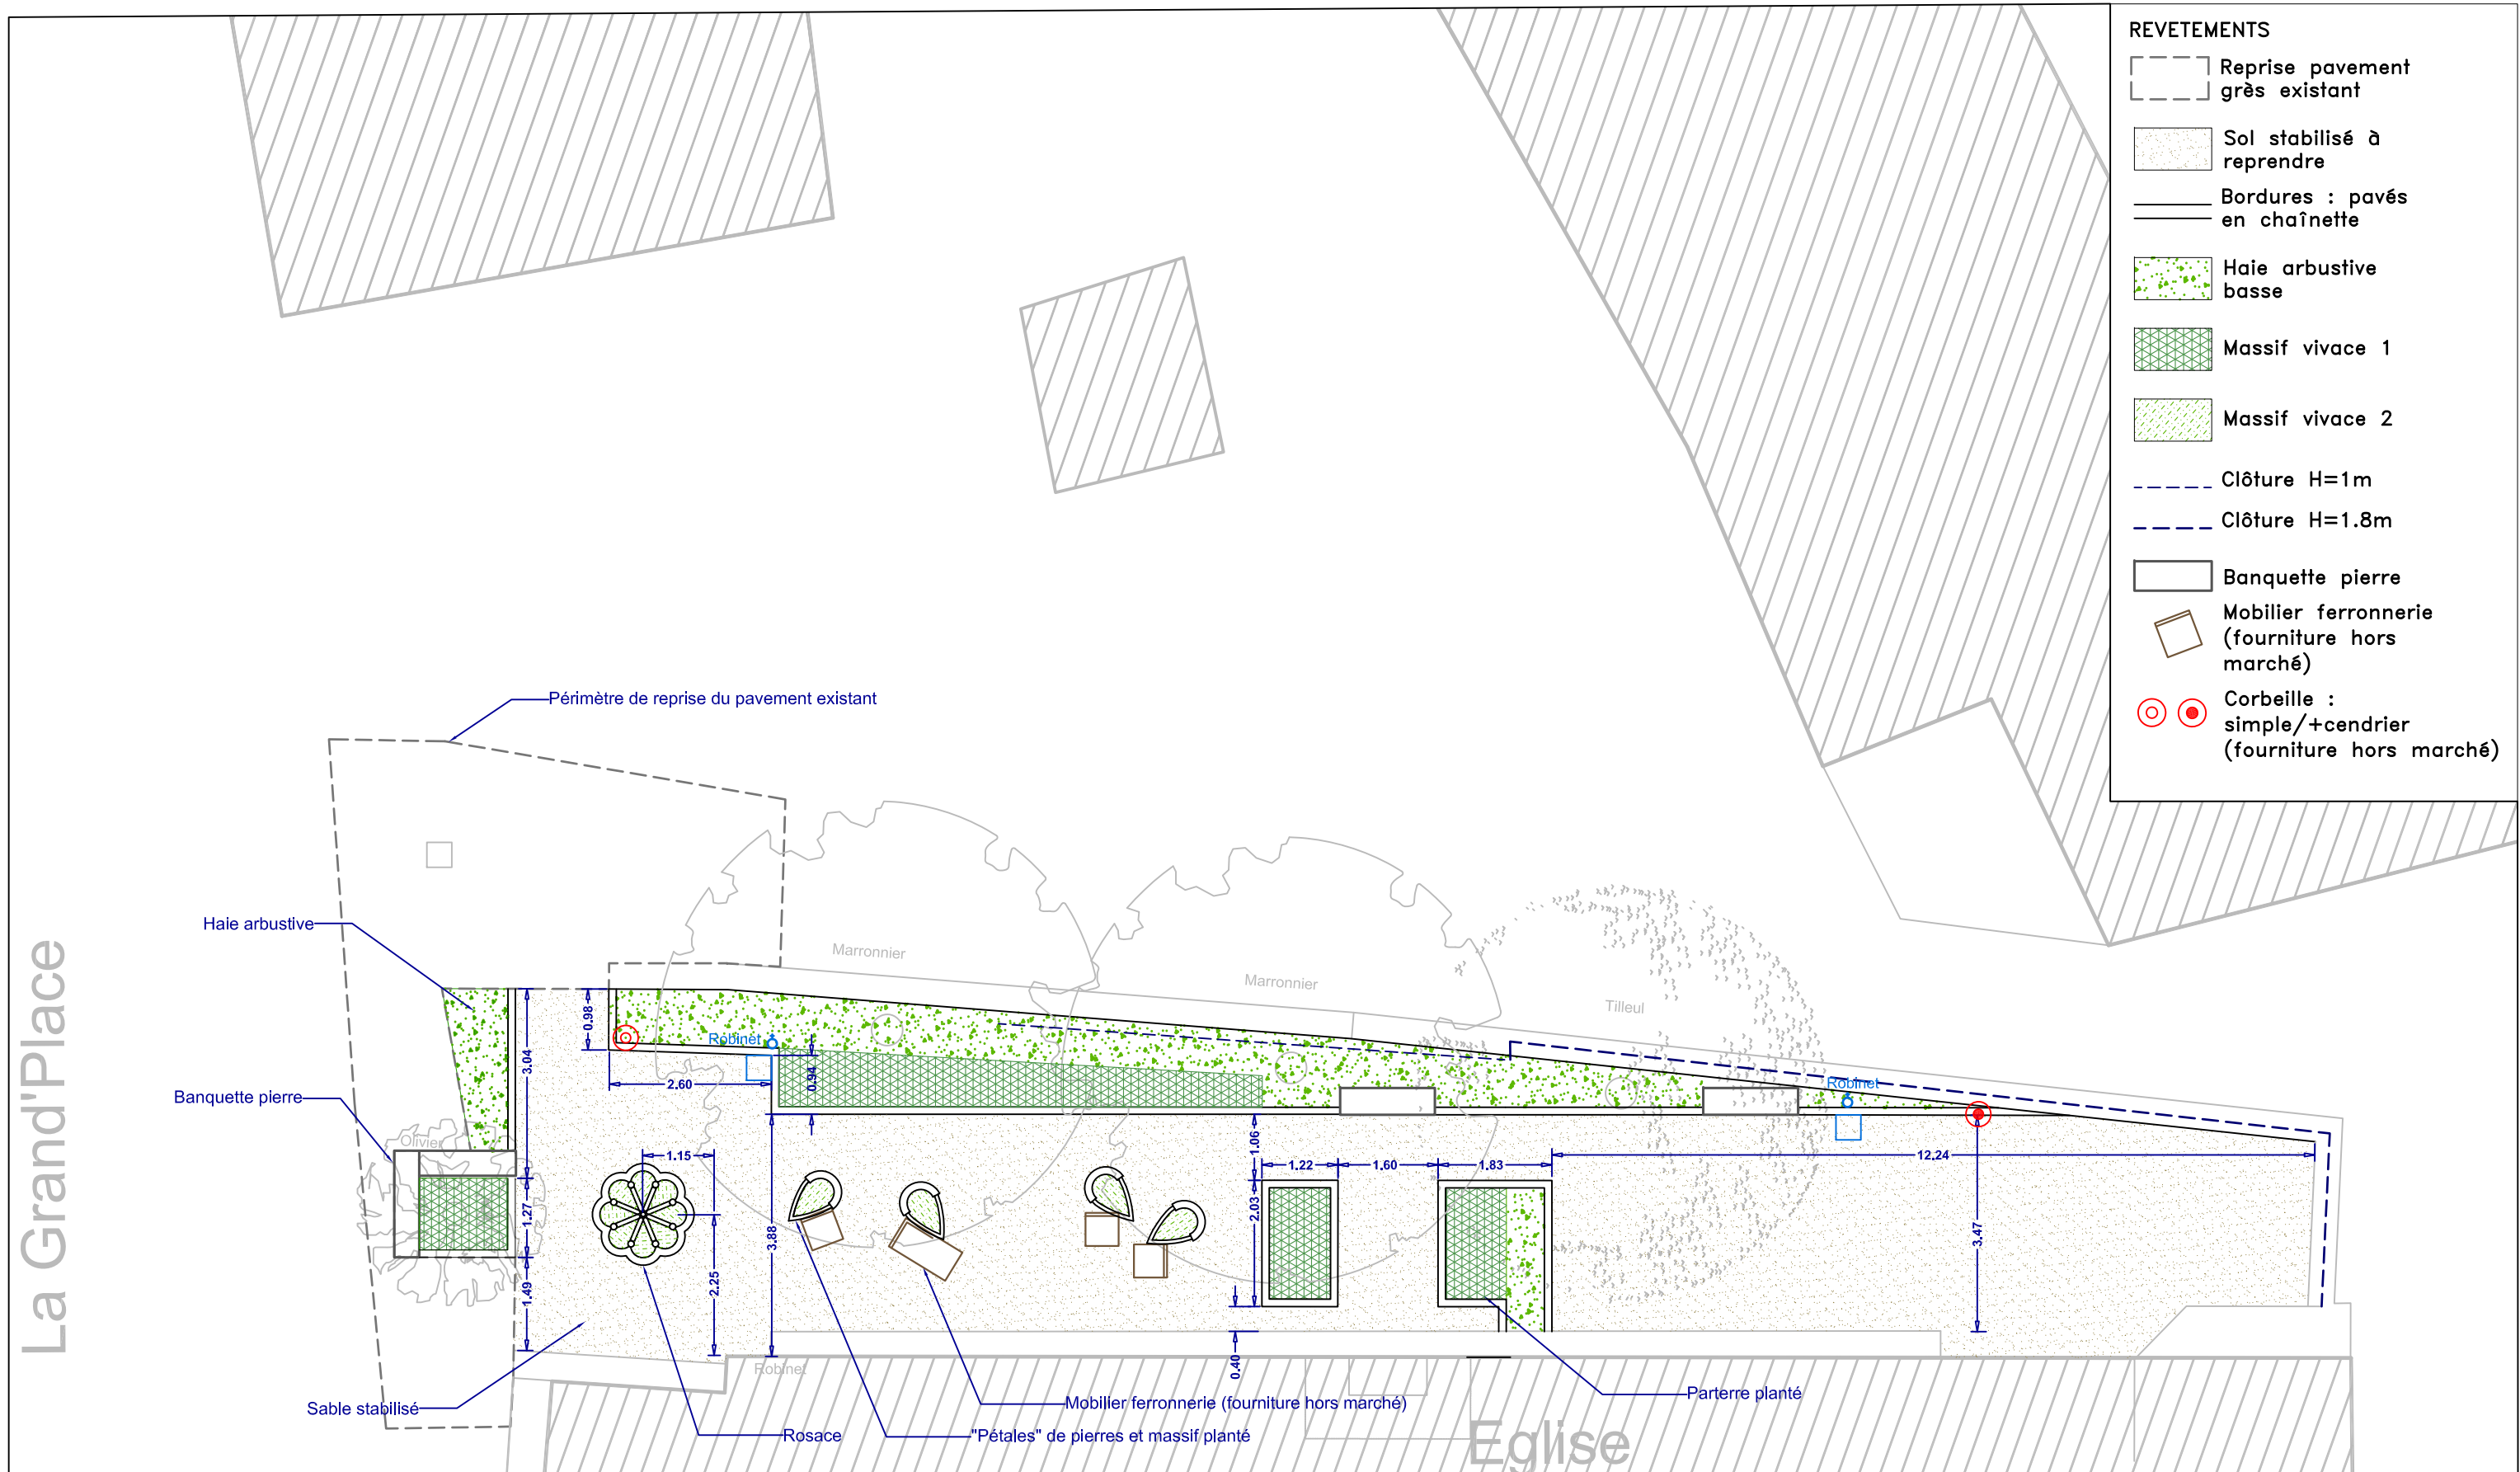 REVETEMENTS
Reprise pavement
grès existant
Sol stabilisé à
reprendre
Bordures : pavés
en chaînette
Haie arbustive
basse
Massif vivace 1
Massif vivace 2
Clôture H=1m
Clôture H=1.8m
Banquette pierre
Mobilier ferronnerie
(fourniture hors
marché)
Corbeille :
simple/+cendrier
(fourniture hors marché)
Périmètre de reprise du pavement existant
Haie arbustive
Banquette pierre
Sable stabilisé
La Grand'Place
Olivier
Marronnier
Marronnier
Tilleul
Robinet
Robinet
Robinet
3.04
0.98
2.60
0.94
1.27
1.49
1.15
2.25
3.88
1.06
1.22
1.60
1.83
2.03
0.40
12.24
3.47
Mobilier ferronnerie (fourniture hors marché)
Parterre planté
Rosace
"Pétales" de pierres et massif planté
Eglise